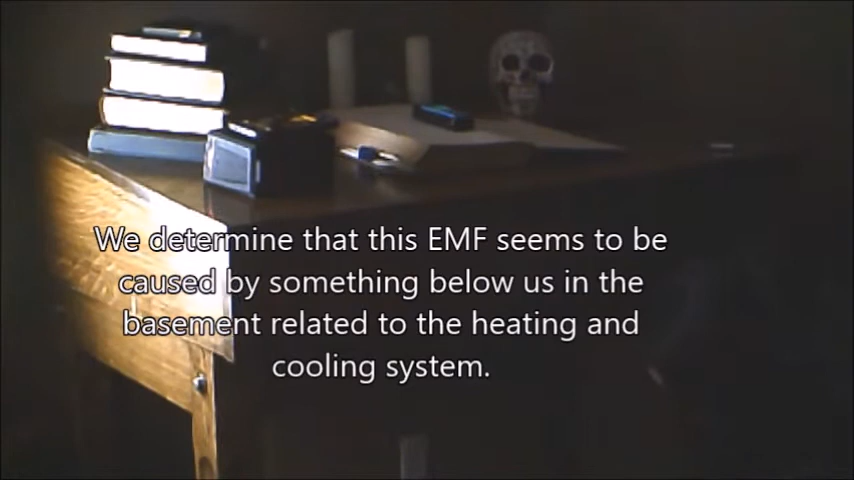 We determine that this EMF seems to be
caused by something below us in the
basement related to the heating and
cooling system.